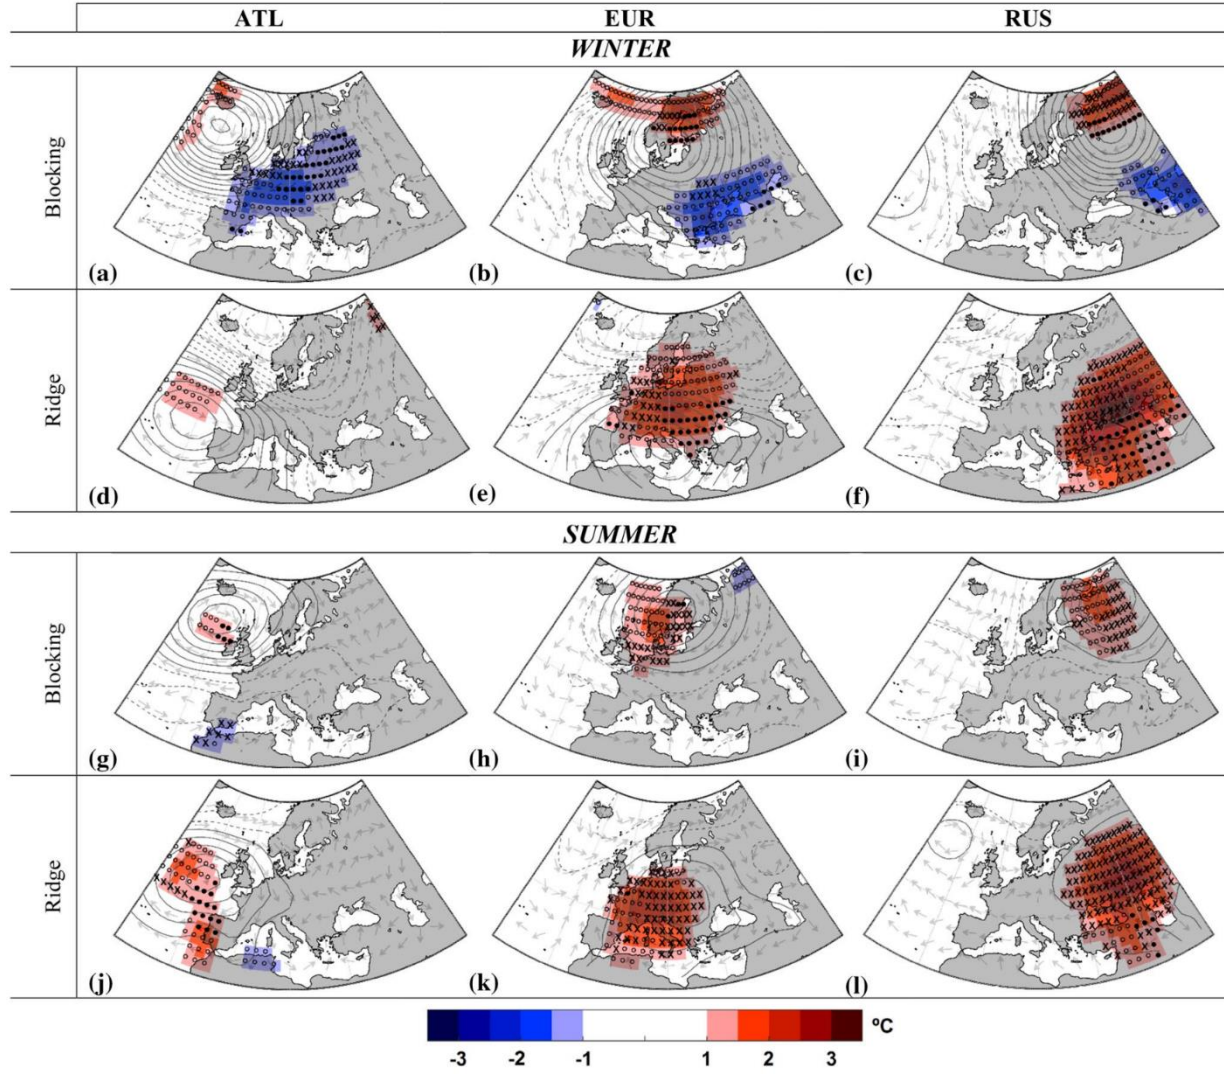 ATL EUR RUS
WINTER
Blocking
(a) (b) (c)
Ridge
(d) (e) (f)
SUMMER
Blocking
(g) (h) (i)
Ridge
(j) (k) (l)
ºC
-3 -2 -1 1 2 3